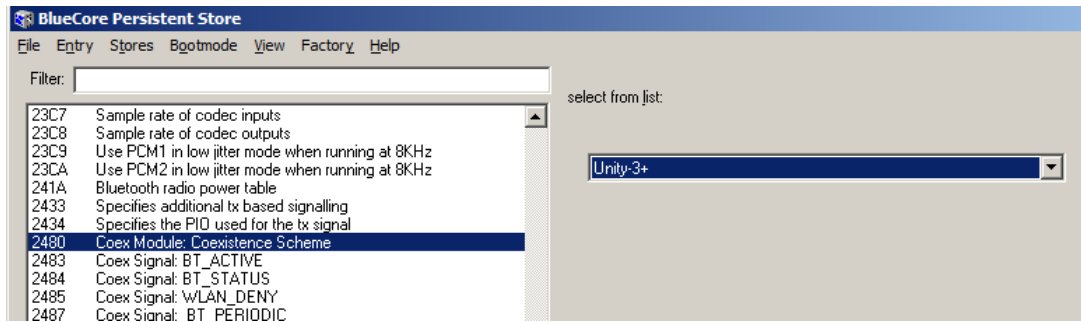 BlueCore Persistent Store
File Entry Stores Bootmode View Factory Help
Filter:
23C7 Sample rate of codec inputs
23C8 Sample rate of codec outputs
23C9 Use PCM1 in low jitter mode when running at 8KHz
23CA Use PCM2 in low jitter mode when running at 8KHz
241A Bluetooth radio power table
2433 Specifies additional tx based signalling
2434 Specifies the PIO used for the tx signal
2480 Coex Module: Coexistence Scheme
2483 Coex Signal: BT_ACTIVE
2484 Coex Signal: BT_STATUS
2485 Coex Signal: WLAN_DENY
2487 Coex Signal: BT_PERIODIC
select from list:
Unity-3+